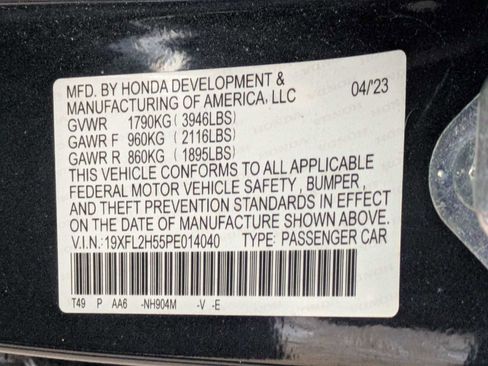 MFD. BY HONDA DEVELOPMENT &
MANUFACTURING OF AMERICA, LLC 04/'23
GVWR 1790KG (3946LBS)
GAWR F 960KG (2116LBS)
GAWR R 860KG (1895LBS)
THIS VEHICLE CONFORMS TO ALL APPLICABLE
FEDERAL MOTOR VEHICLE SAFETY , BUMPER ,
AND THEFT PREVENTION STANDARDS IN EFFECT
ON THE DATE OF MANUFACTURE SHOWN ABOVE.
V.I.N.:19XFL2H55PE014040 TYPE: PASSENGER CAR
T49 P AA6 -NH904M -V -E